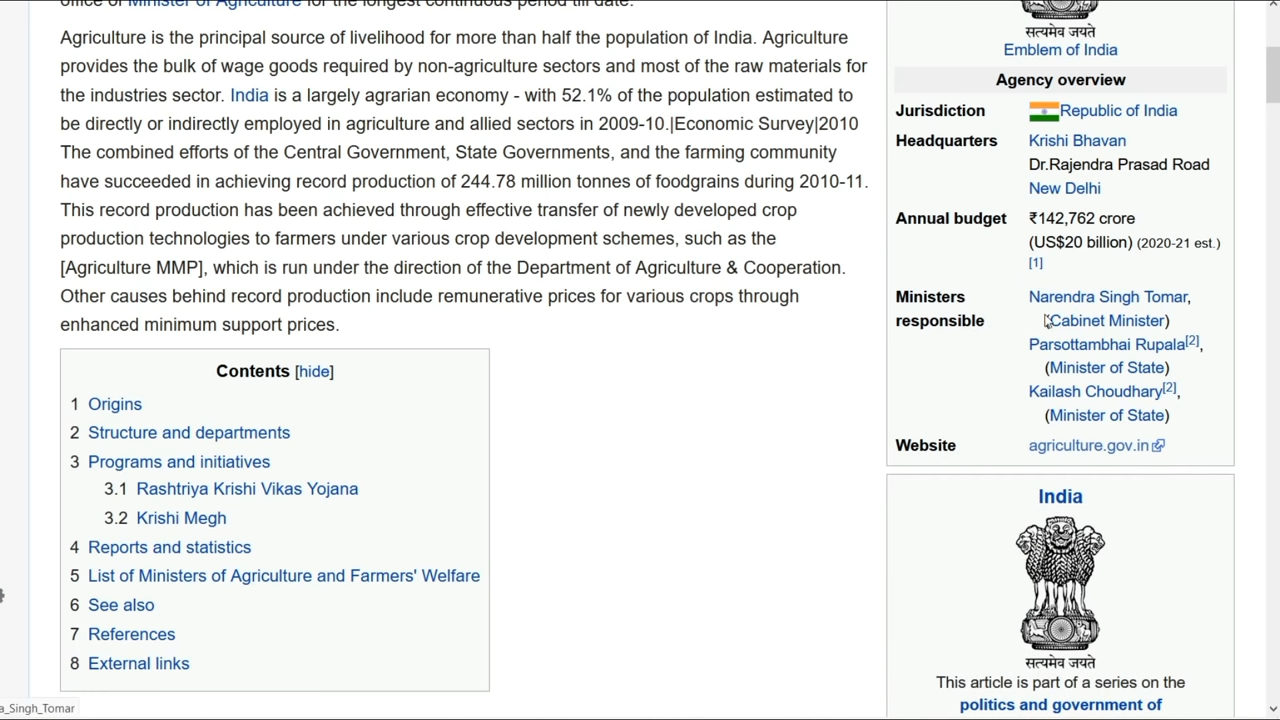 office of Minister of Agriculture for the longest continuous period till date.
Agriculture is the principal source of livelihood for more than half the population of India. Agriculture
provides the bulk of wage goods required by non-agriculture sectors and most of the raw materials for
the industries sector. India is a largely agrarian economy - with 52.1% of the population estimated to
be directly or indirectly employed in agriculture and allied sectors in 2009-10.|Economic Survey|2010
The combined efforts of the Central Government, State Governments, and the farming community
have succeeded in achieving record production of 244.78 million tonnes of foodgrains during 2010-11.
This record production has been achieved through effective transfer of newly developed crop
production technologies to farmers under various crop development schemes, such as the
[Agriculture MMP], which is run under the direction of the Department of Agriculture & Cooperation.
Other causes behind record production include remunerative prices for various crops through
enhanced minimum support prices.
Contents [hide]
1 Origins
2 Structure and departments
3 Programs and initiatives
3.1 Rashtriya Krishi Vikas Yojana
3.2 Krishi Megh
4 Reports and statistics
5 List of Ministers of Agriculture and Farmers' Welfare
6 See also
7 References
8 External links
सत्यमेव जयते
Emblem of India
Agency overview
Jurisdiction Republic of India
Headquarters Krishi Bhavan
Dr.Rajendra Prasad Road
New Delhi
Annual budget ₹142,762 crore
(US$20 billion) (2020-21 est.)
[1]
Ministers Narendra Singh Tomar,
responsible (Cabinet Minister)
Parsottambhai Rupala[2],
(Minister of State)
Kailash Choudhary[2],
(Minister of State)
Website agriculture.gov.in
India
सत्यमेव जयते
This article is part of a series on the
politics and government of
a_Singh_Tomar